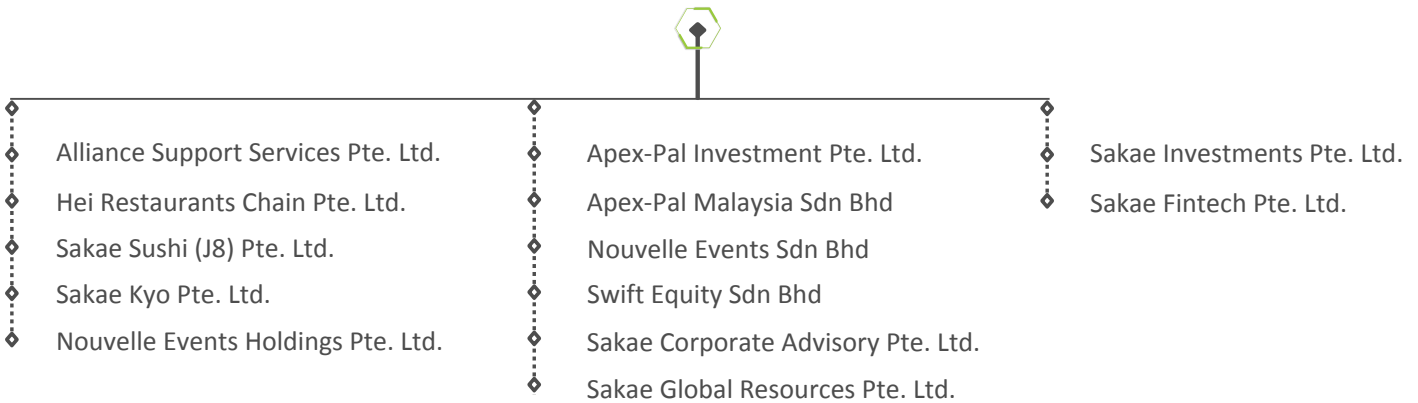 Alliance Support Services Pte. Ltd.
Hei Restaurants Chain Pte. Ltd.
Sakae Sushi (J8) Pte. Ltd.
Sakae Kyo Pte. Ltd.
Nouvelle Events Holdings Pte. Ltd.
Apex-Pal Investment Pte. Ltd.
Apex-Pal Malaysia Sdn Bhd
Nouvelle Events Sdn Bhd
Swift Equity Sdn Bhd
Sakae Corporate Advisory Pte. Ltd.
Sakae Global Resources Pte. Ltd.
Sakae Investments Pte. Ltd.
Sakae Fintech Pte. Ltd.